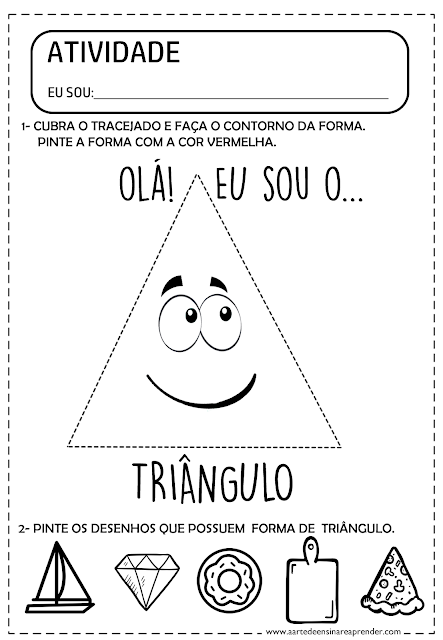 ATIVIDADE
EU SOU:
1- CUBRA O TRACEJADO E FAÇA O CONTORNO DA FORMA.
PINTE A FORMA COM A COR VERMELHA.
OLÁ! EU SOU O...
TRIÂNGULO
2- PINTE OS DESENHOS QUE POSSUEM FORMA DE TRIÂNGULO.
www.aartedeensinareaprender.com